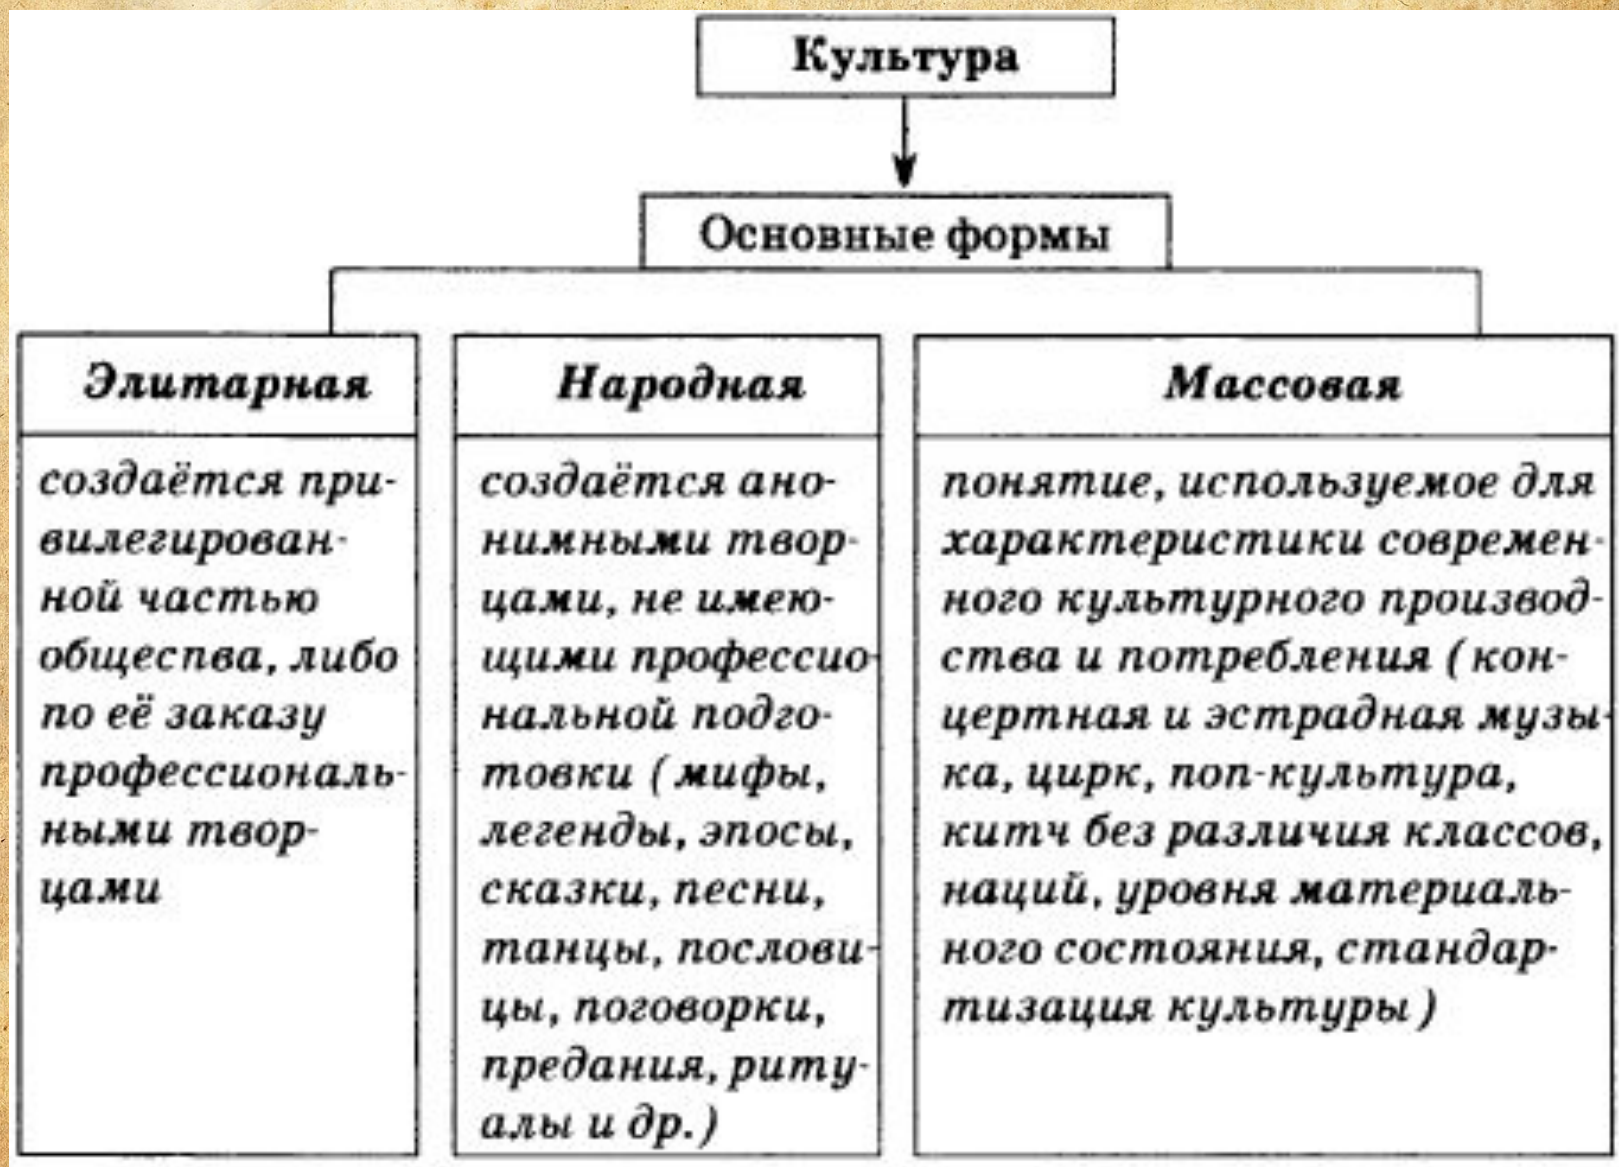 Культура
Основные формы
Элитарная
создаётся при-
вилегирован-
ной частью
общества, либо
по её заказу
профессиональ-
ными твор-
цами
Народная
создаётся ано-
нимными твор-
цами, не имею-
щими профессио-
нальной подго-
товки (мифы,
легенды, эпосы,
сказки, песни,
танцы, послови-
цы, поговорки,
предания, риту-
алы и др.)
Массовая
понятие, используемое для
характеристики современ-
ного культурного производ-
ства и потребления (кон-
цертная и эстрадная музы-
ка, цирк, поп-культура,
китч без различия классов,
наций, уровня материаль-
ного состояния, стандар-
тизация культуры)